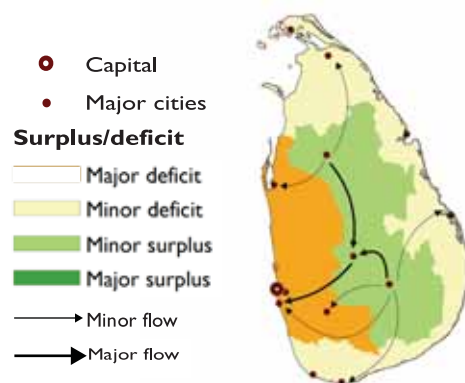 Capital
Major cities
Surplus/deficit
Major deficit
Minor deficit
Minor surplus
Major surplus
Minor flow
Major flow